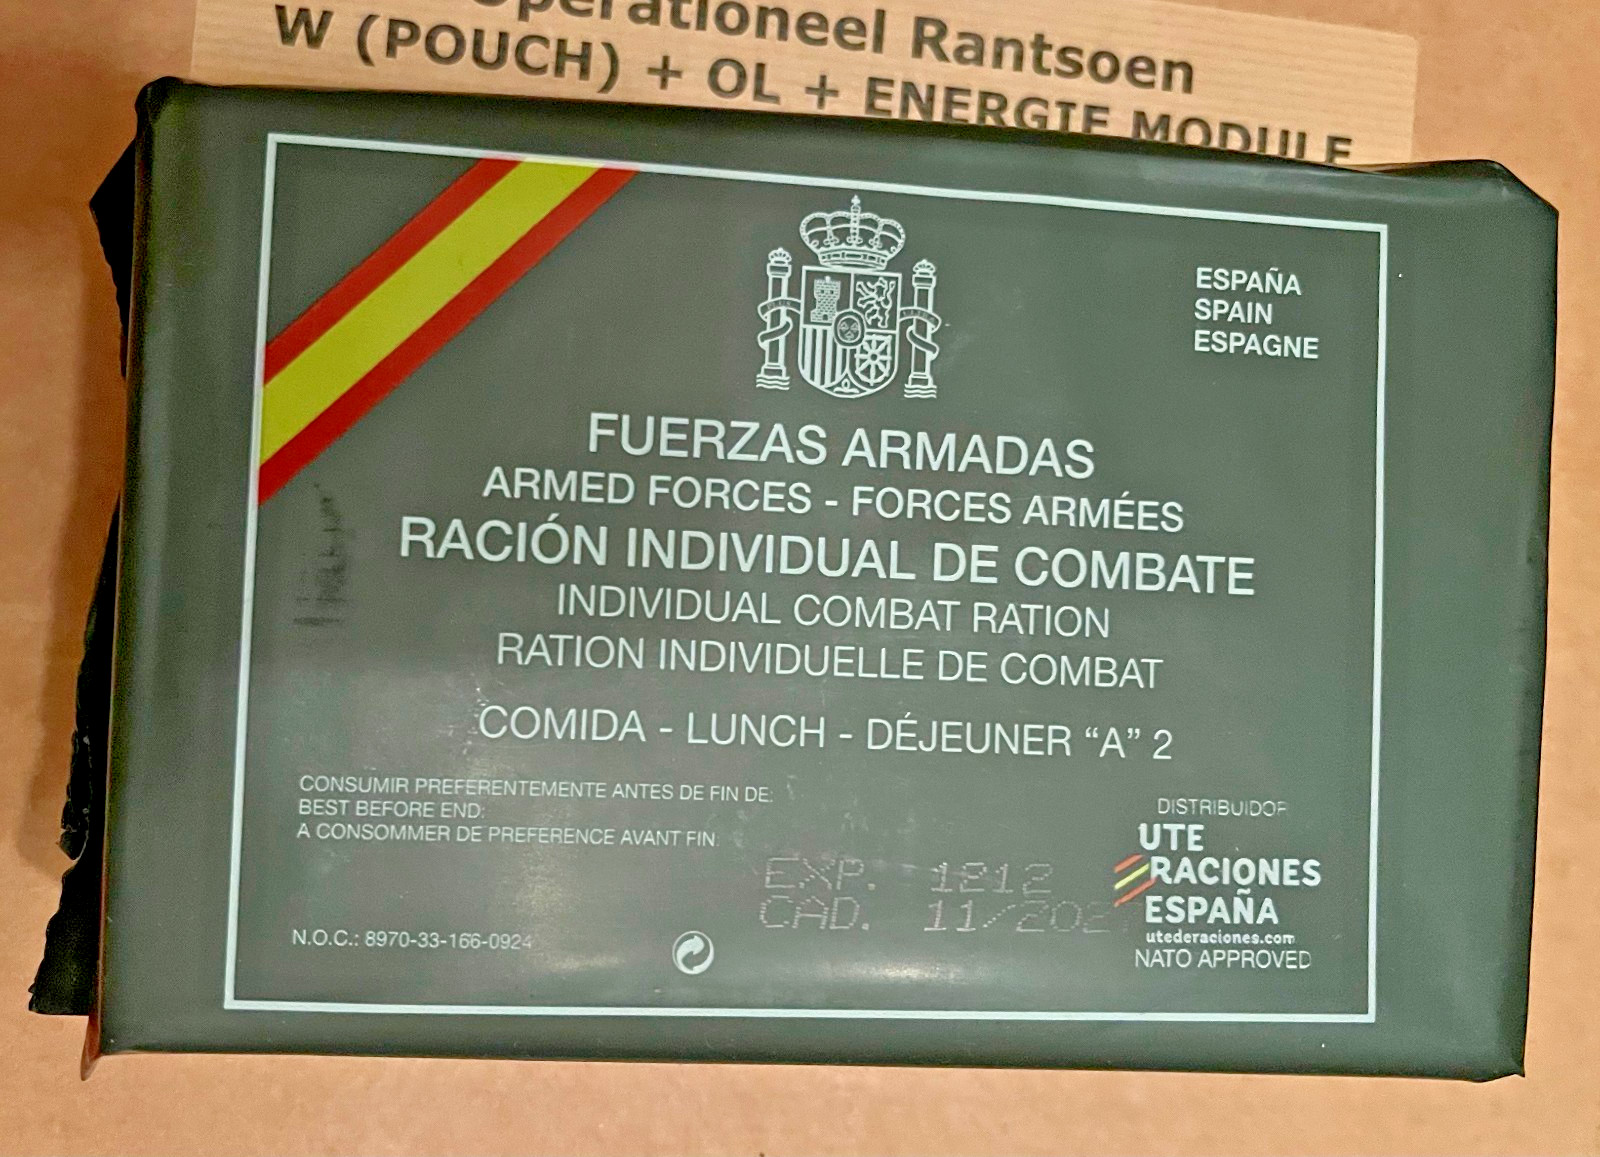 Operationeel Rantsoen
W (POUCH) + OL + ENERGIE MODULE
ESPAÑA
SPAIN
ESPAGNE
FUERZAS ARMADAS
ARMED FORCES - FORCES ARMÉES
RACIÓN INDIVIDUAL DE COMBATE
INDIVIDUAL COMBAT RATION
RATION INDIVIDUELLE DE COMBAT
COMIDA - LUNCH - DÉJEUNER “A” 2
CONSUMIR PREFERENTEMENTE ANTES DE FIN DE:
BEST BEFORE END:
A CONSOMMER DE PREFERENCE AVANT FIN:
EXP. 1212
CAD.
N.O.C.: 8970-33-166-0924
DISTRIBUIDOR
UTE
RACIONES
ESPAÑA
utederaciones.com
NATO APPROVED